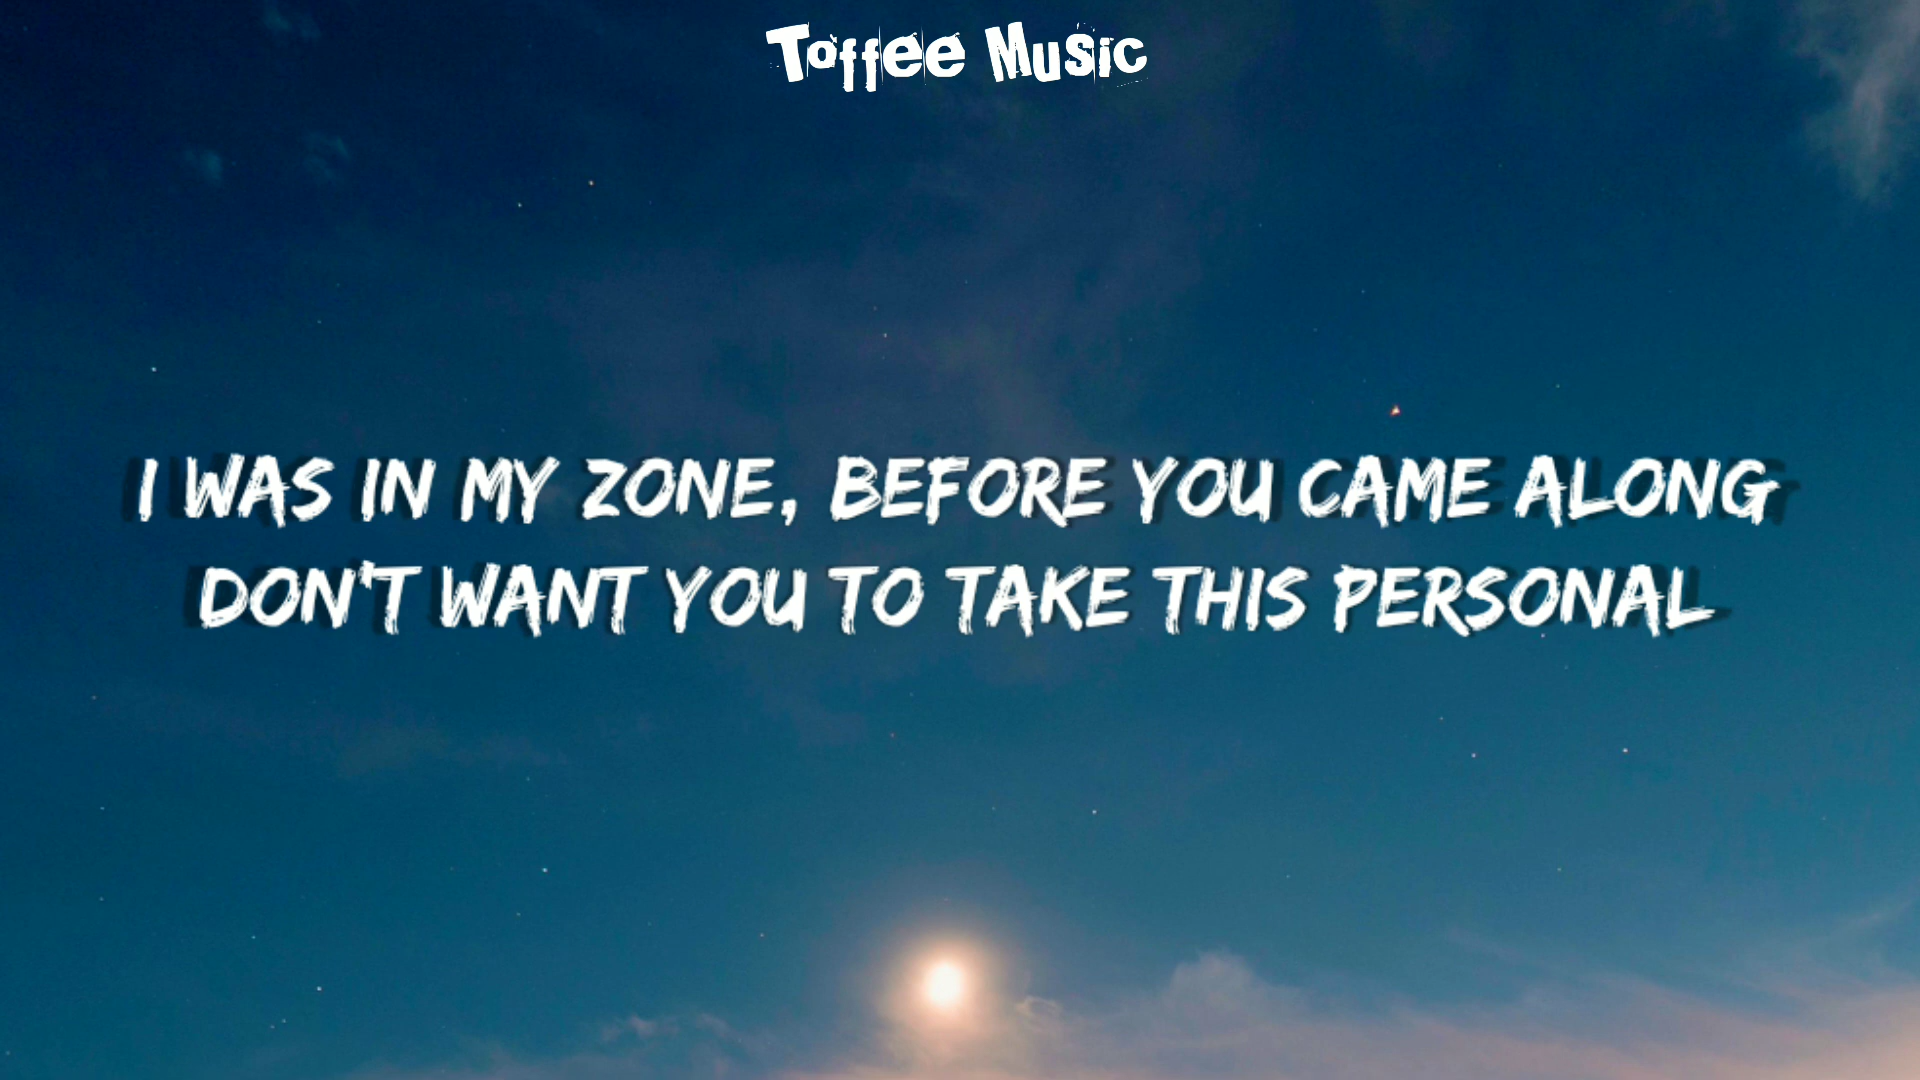 Toffee Music
I WAS IN MY ZONE, BEFORE YOU CAME ALONG
DON'T WANT YOU TO TAKE THIS PERSONAL